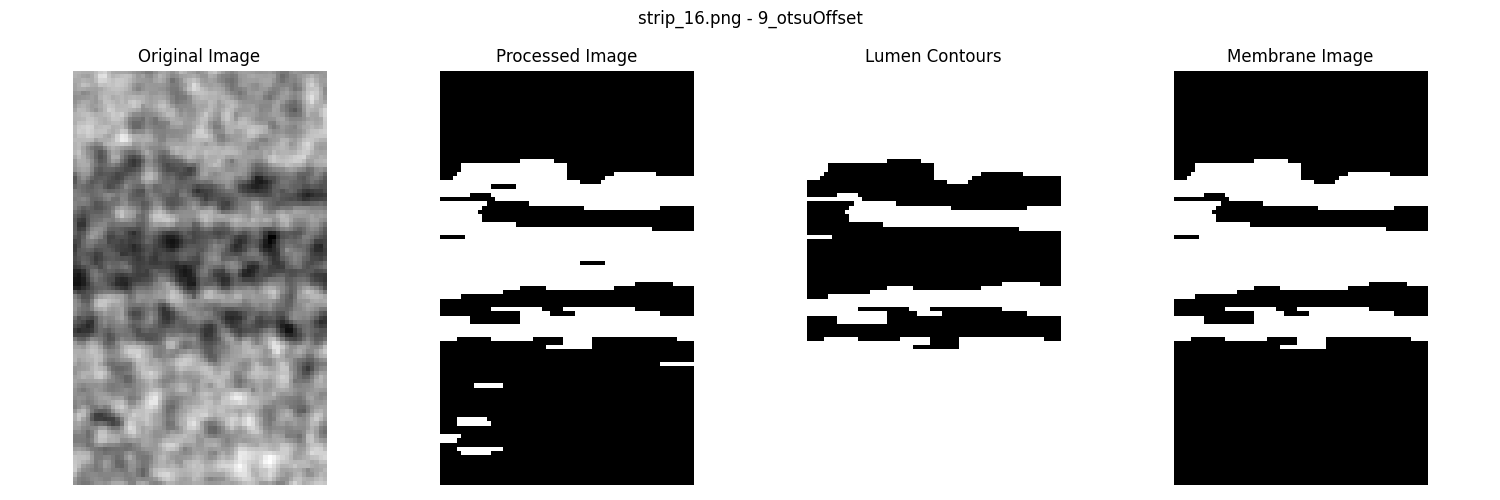 strip_16.png - 9_otsuOffset
Original Image
Processed Image
Lumen Contours
Membrane Image